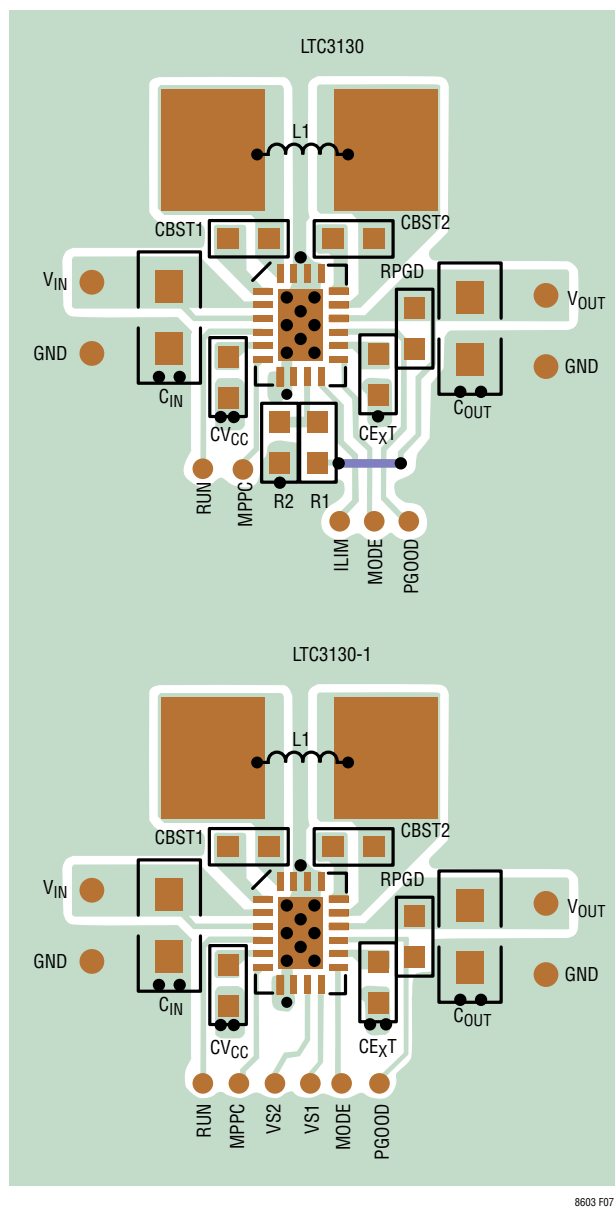 LTC3130
L1
CBST1
CBST2
RPGD
VIN
VOUT
GND
GND
CIN
COUT
CVCC
CEXT
R2
R1
RUN
MPPC
ILIM
MODE
PGOOD
LTC3130-1
L1
CBST1
CBST2
RPGD
VIN
VOUT
GND
GND
CIN
COUT
CVCC
CEXT
RUN
MPPC
VS2
VS1
MODE
PGOOD
8603 F07